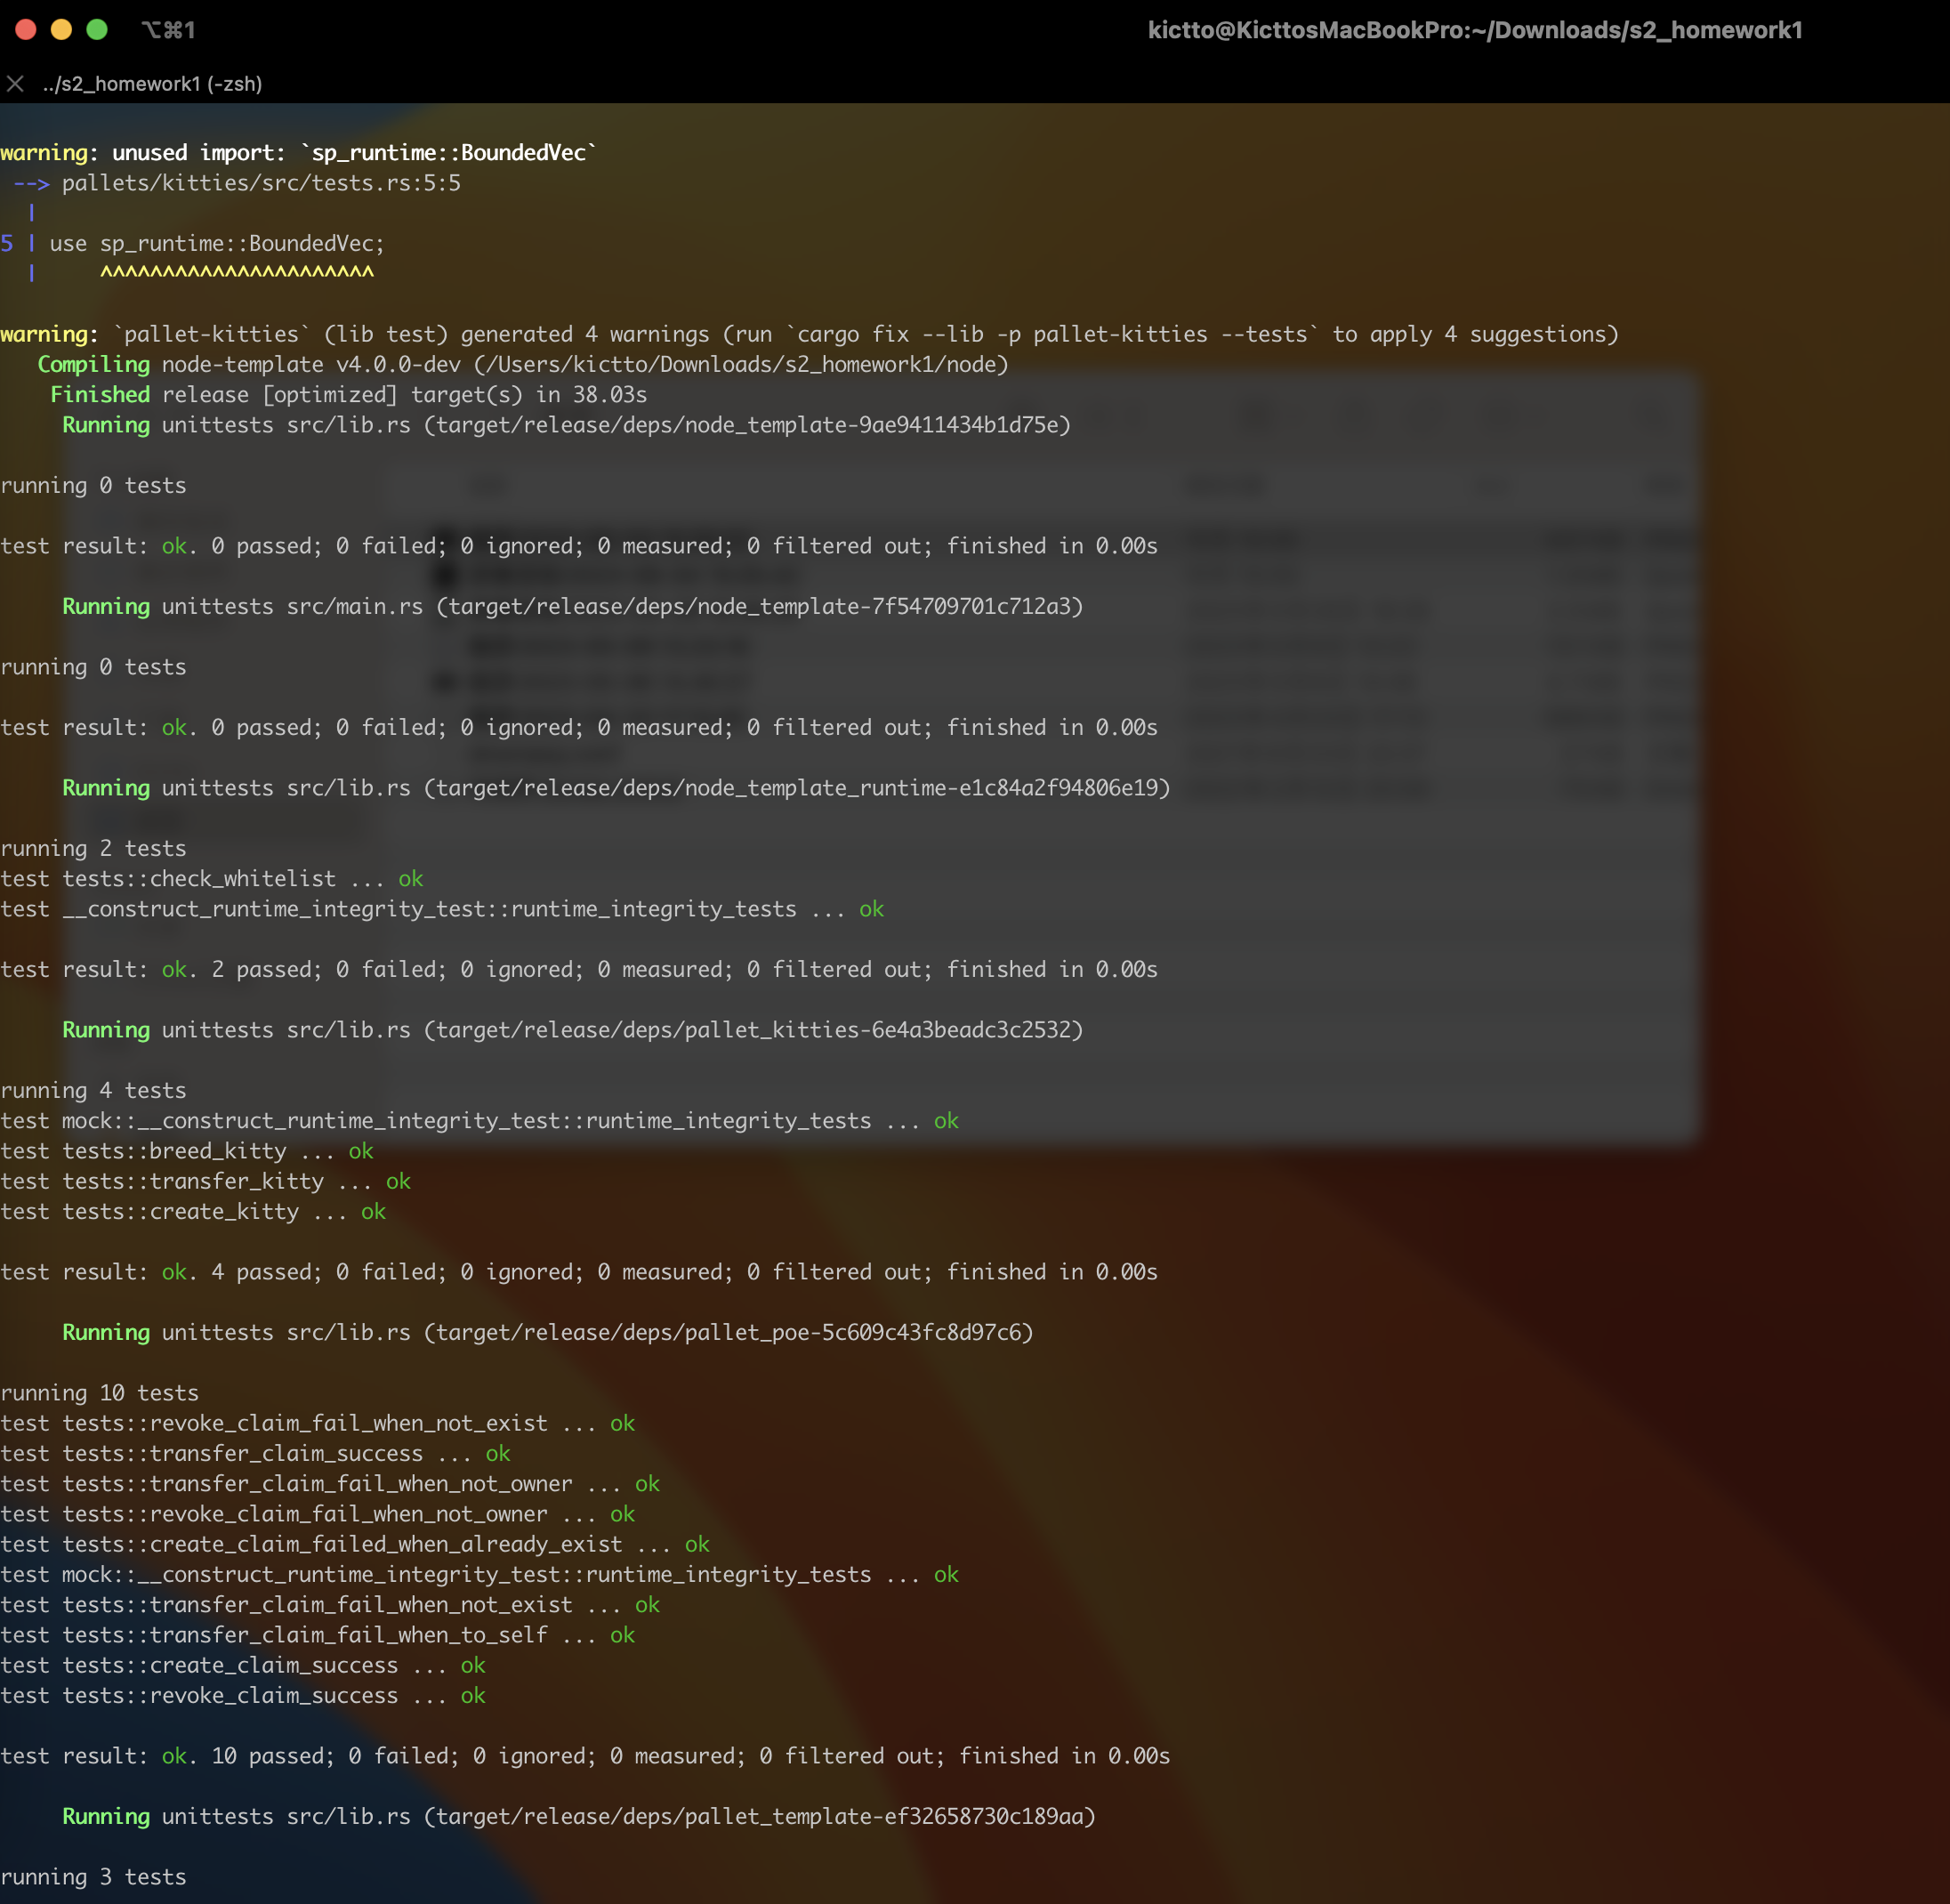 ⌥⌘1
kictto@KicttosMacBookPro:~/Downloads/s2_homework1
../s2_homework1 (-zsh)
warning: unused import: `sp_runtime::BoundedVec`
 --> pallets/kitties/src/tests.rs:5:5
  |
5 | use sp_runtime::BoundedVec;
  |     ^^^^^^^^^^^^^^^^^^^^^^
warning: `pallet-kitties` (lib test) generated 4 warnings (run `cargo fix --lib -p pallet-kitties --tests` to apply 4 suggestions)
   Compiling node-template v4.0.0-dev (/Users/kictto/Downloads/s2_homework1/node)
    Finished release [optimized] target(s) in 38.03s
     Running unittests src/lib.rs (target/release/deps/node_template-9ae9411434b1d75e)
running 0 tests
test result: ok. 0 passed; 0 failed; 0 ignored; 0 measured; 0 filtered out; finished in 0.00s
     Running unittests src/main.rs (target/release/deps/node_template-7f54709701c712a3)
running 0 tests
test result: ok. 0 passed; 0 failed; 0 ignored; 0 measured; 0 filtered out; finished in 0.00s
     Running unittests src/lib.rs (target/release/deps/node_template_runtime-e1c84a2f94806e19)
running 2 tests
test tests::check_whitelist ... ok
test __construct_runtime_integrity_test::runtime_integrity_tests ... ok
test result: ok. 2 passed; 0 failed; 0 ignored; 0 measured; 0 filtered out; finished in 0.00s
     Running unittests src/lib.rs (target/release/deps/pallet_kitties-6e4a3beadc3c2532)
running 4 tests
test mock::__construct_runtime_integrity_test::runtime_integrity_tests ... ok
test tests::breed_kitty ... ok
test tests::transfer_kitty ... ok
test tests::create_kitty ... ok
test result: ok. 4 passed; 0 failed; 0 ignored; 0 measured; 0 filtered out; finished in 0.00s
     Running unittests src/lib.rs (target/release/deps/pallet_poe-5c609c43fc8d97c6)
running 10 tests
test tests::revoke_claim_fail_when_not_exist ... ok
test tests::transfer_claim_success ... ok
test tests::transfer_claim_fail_when_not_owner ... ok
test tests::revoke_claim_fail_when_not_owner ... ok
test tests::create_claim_failed_when_already_exist ... ok
test mock::__construct_runtime_integrity_test::runtime_integrity_tests ... ok
test tests::transfer_claim_fail_when_not_exist ... ok
test tests::transfer_claim_fail_when_to_self ... ok
test tests::create_claim_success ... ok
test tests::revoke_claim_success ... ok
test result: ok. 10 passed; 0 failed; 0 ignored; 0 measured; 0 filtered out; finished in 0.00s
     Running unittests src/lib.rs (target/release/deps/pallet_template-ef32658730c189aa)
running 3 tests